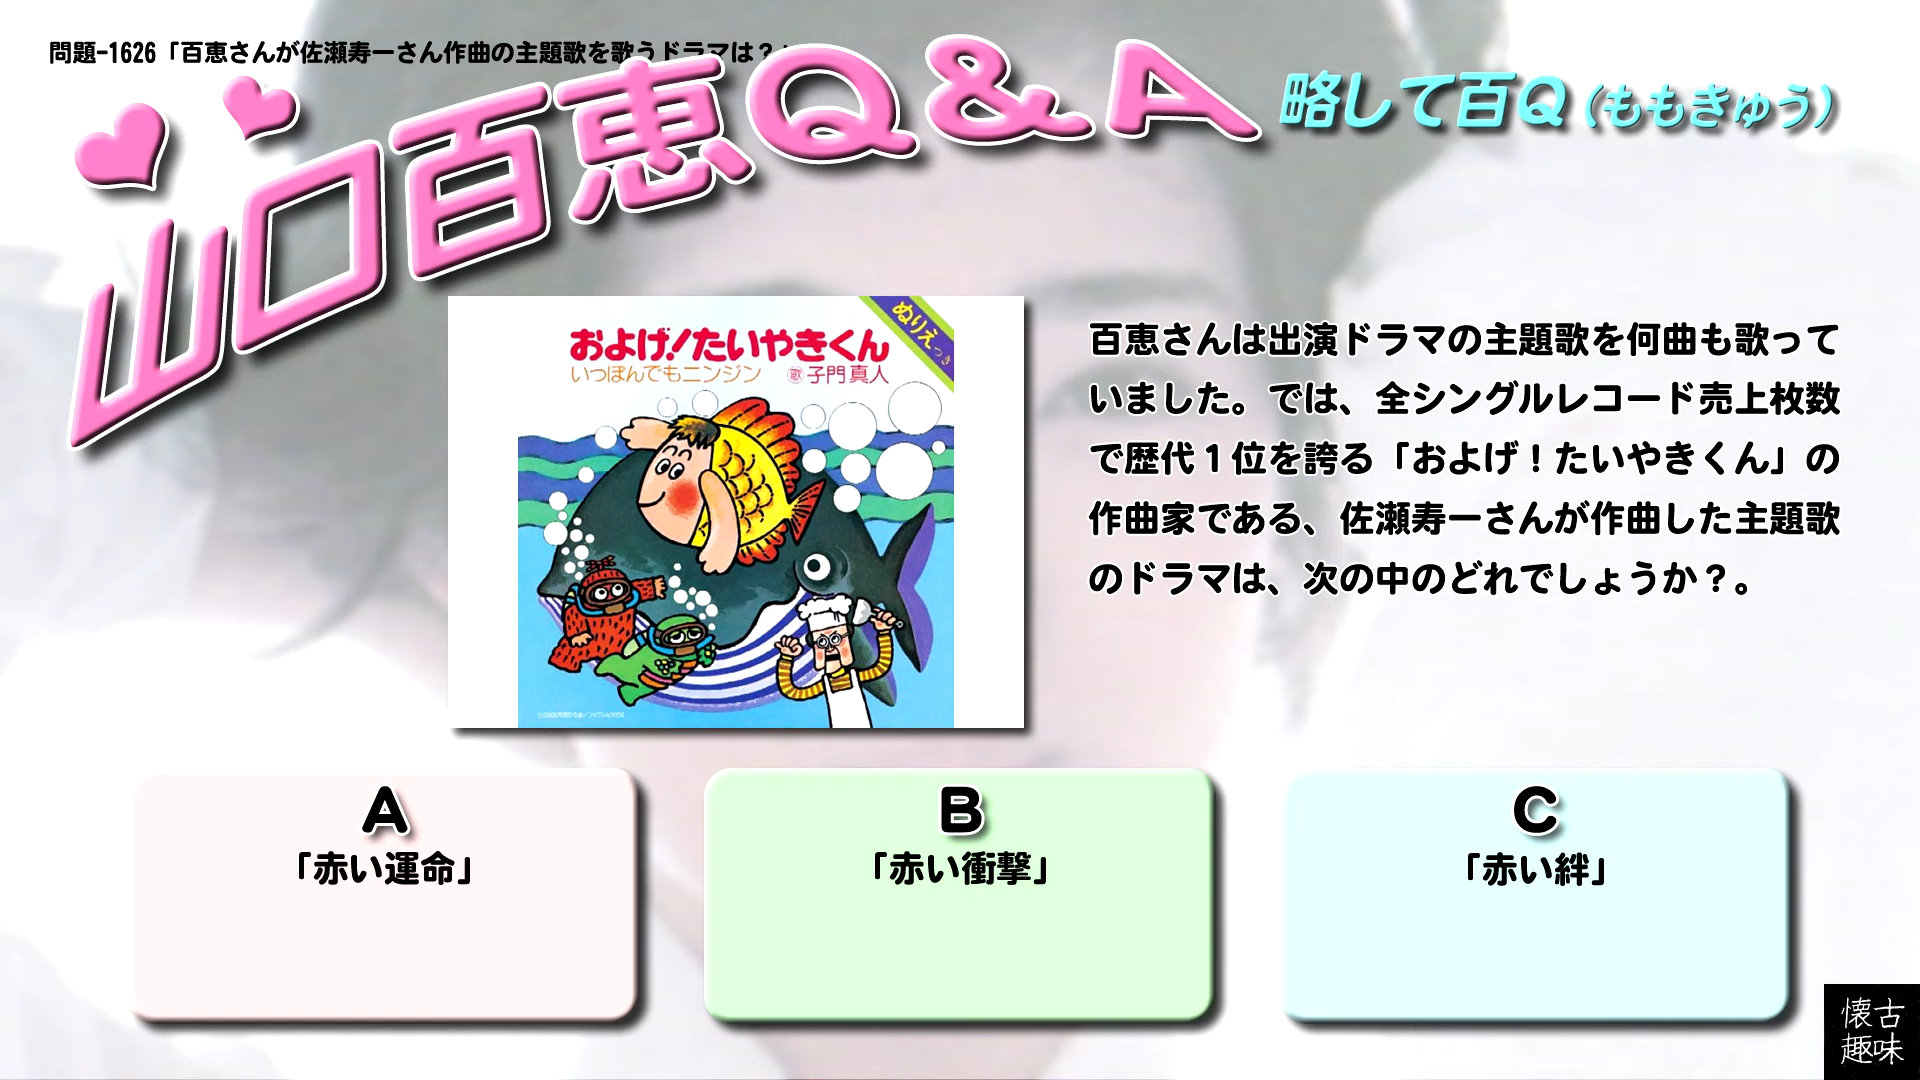 問題-1626「百恵さんが佐瀬寿一さん作曲の主題歌を歌うドラマは？」
山口百恵Q&A
略して百Q（ももきゅう）
ぬりえっき
およげ!たいやきくん
いっぽんでもニンジン 歌 子門真人
百恵さんは出演ドラマの主題歌を何曲も歌って
いました。では、全シングルレコード売上枚数
で歴代１位を誇る「およげ！たいやきくん」の
作曲家である、佐瀬寿一さんが作曲した主題歌
のドラマは、次の中のどれでしょうか？。
A
「赤い運命」
B
「赤い衝撃」
C
「赤い絆」
懐古
趣味